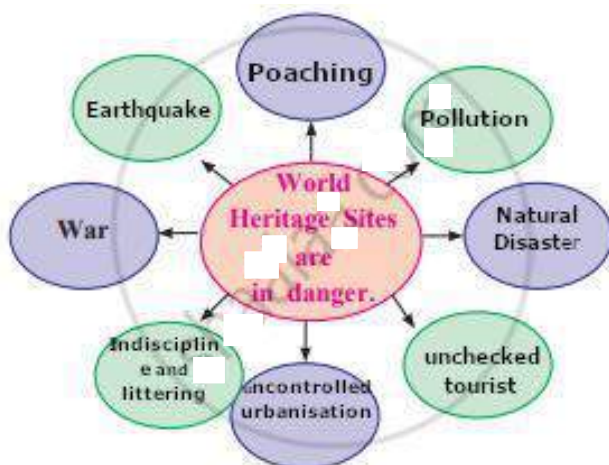 Poaching
Earthquake
Pollution
World
Heritage Sites
are
in danger.
War
Natural
Disaster
Indisciplin
e and
littering
uncontrolled
urbanisation
unchecked
tourist